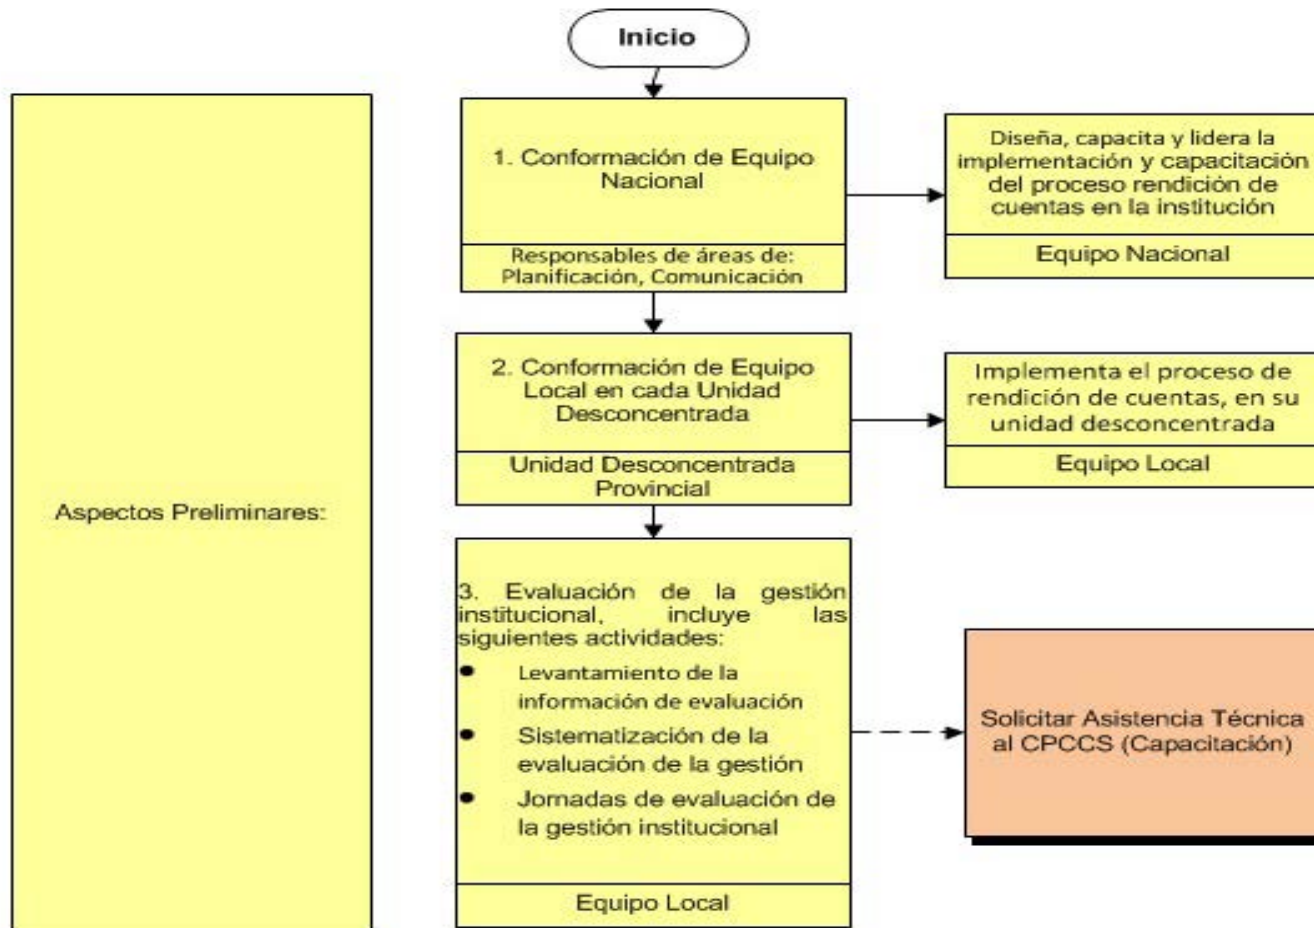 Inicio
Aspectos Preliminares:
1. Conformación de Equipo
Nacional
Responsables de áreas de:
Planificación, Comunicación
Diseña, capacita y lidera la
implementación y capacitación
del proceso rendición de
cuentas en la institución
Equipo Nacional
2. Conformación de Equipo
Local en cada Unidad
Desconcentrada
Unidad Desconcentrada
Provincial
Implementa el proceso de
rendición de cuentas, en su
unidad desconcentrada
Equipo Local
3. Evaluación de la gestión
institucional, incluye las
siguientes actividades:
● Levantamiento de la
información de evaluación
● Sistematización de la
evaluación de la gestión
● Jornadas de evaluación de
la gestión institucional
Equipo Local
Solicitar Asistencia Técnica
al CPCCS (Capacitación)